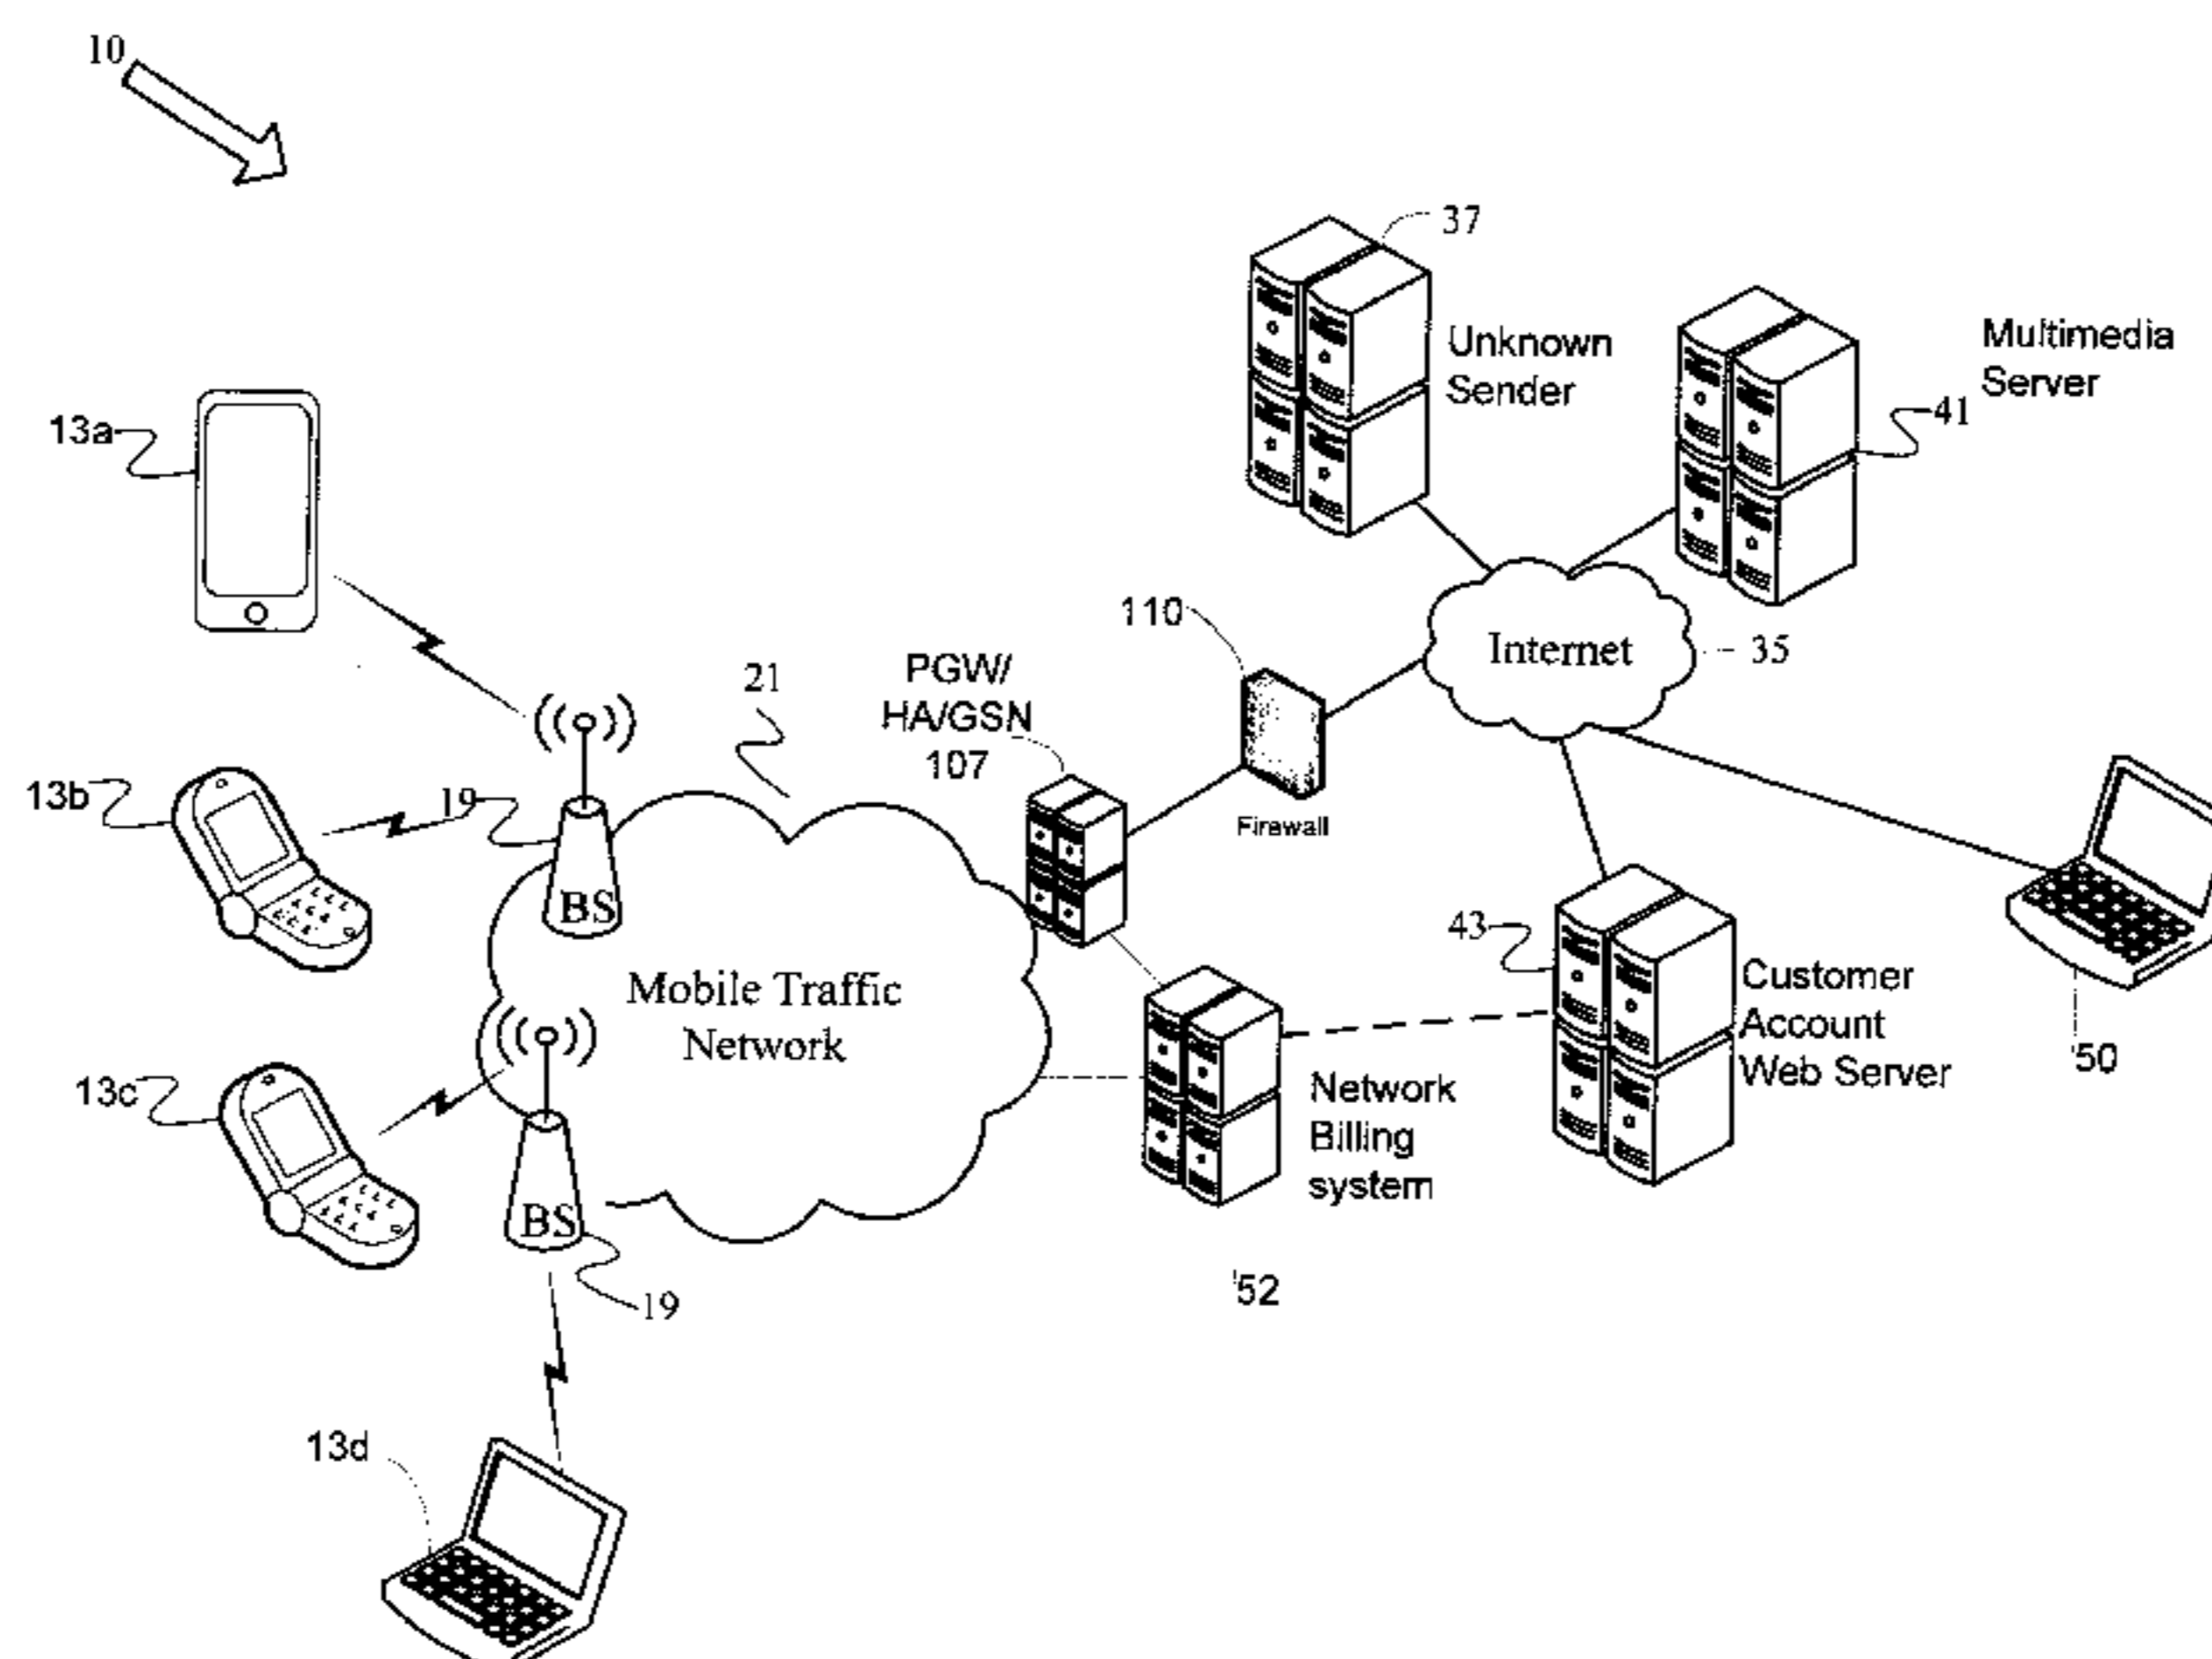 10
37
Unknown
Sender
Multimedia
Server
41
13a
110
Internet
35
PGW/
HA/GSN
107
21
13b
19
Firewall
BS
43
Customer
Account
Web Server
50
Mobile Traffic
Network
13c
Network
Billing
system
BS
52
19
13d